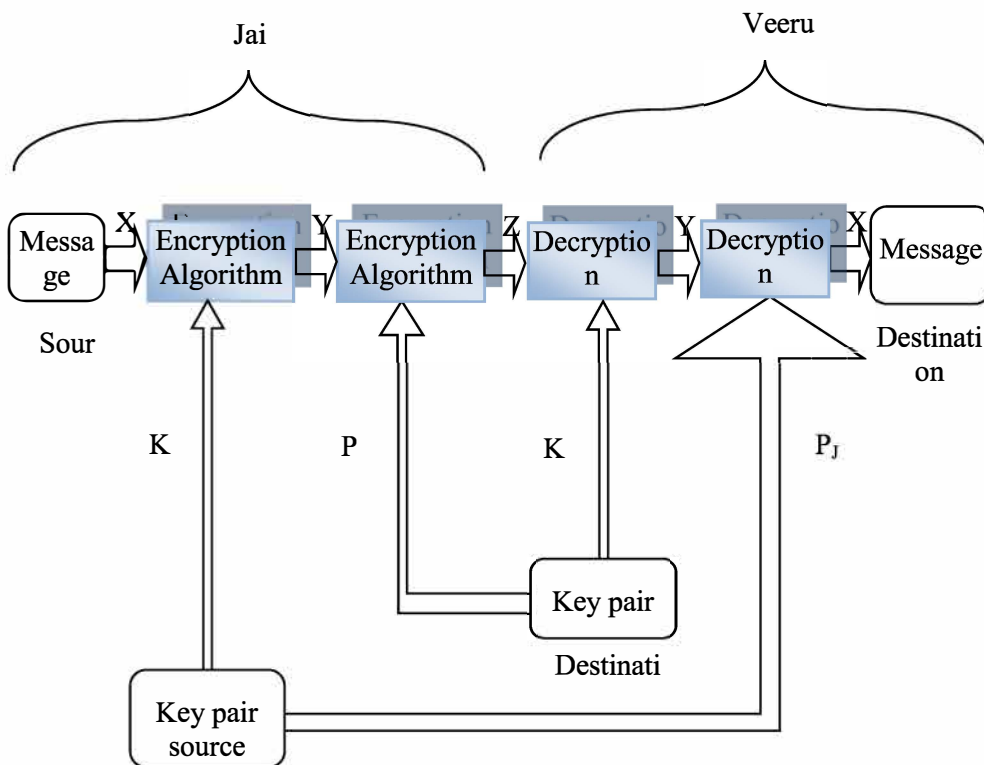 Jai
Veeru
X
Y
Z
Y
X
Messa
ge
Encryption
Algorithm
Encryption
Algorithm
Decryptio
n
Decryptio
n
Message
Sour
Destinati
on
K
P
K
P_J
Key pair
Destinati
Key pair
source